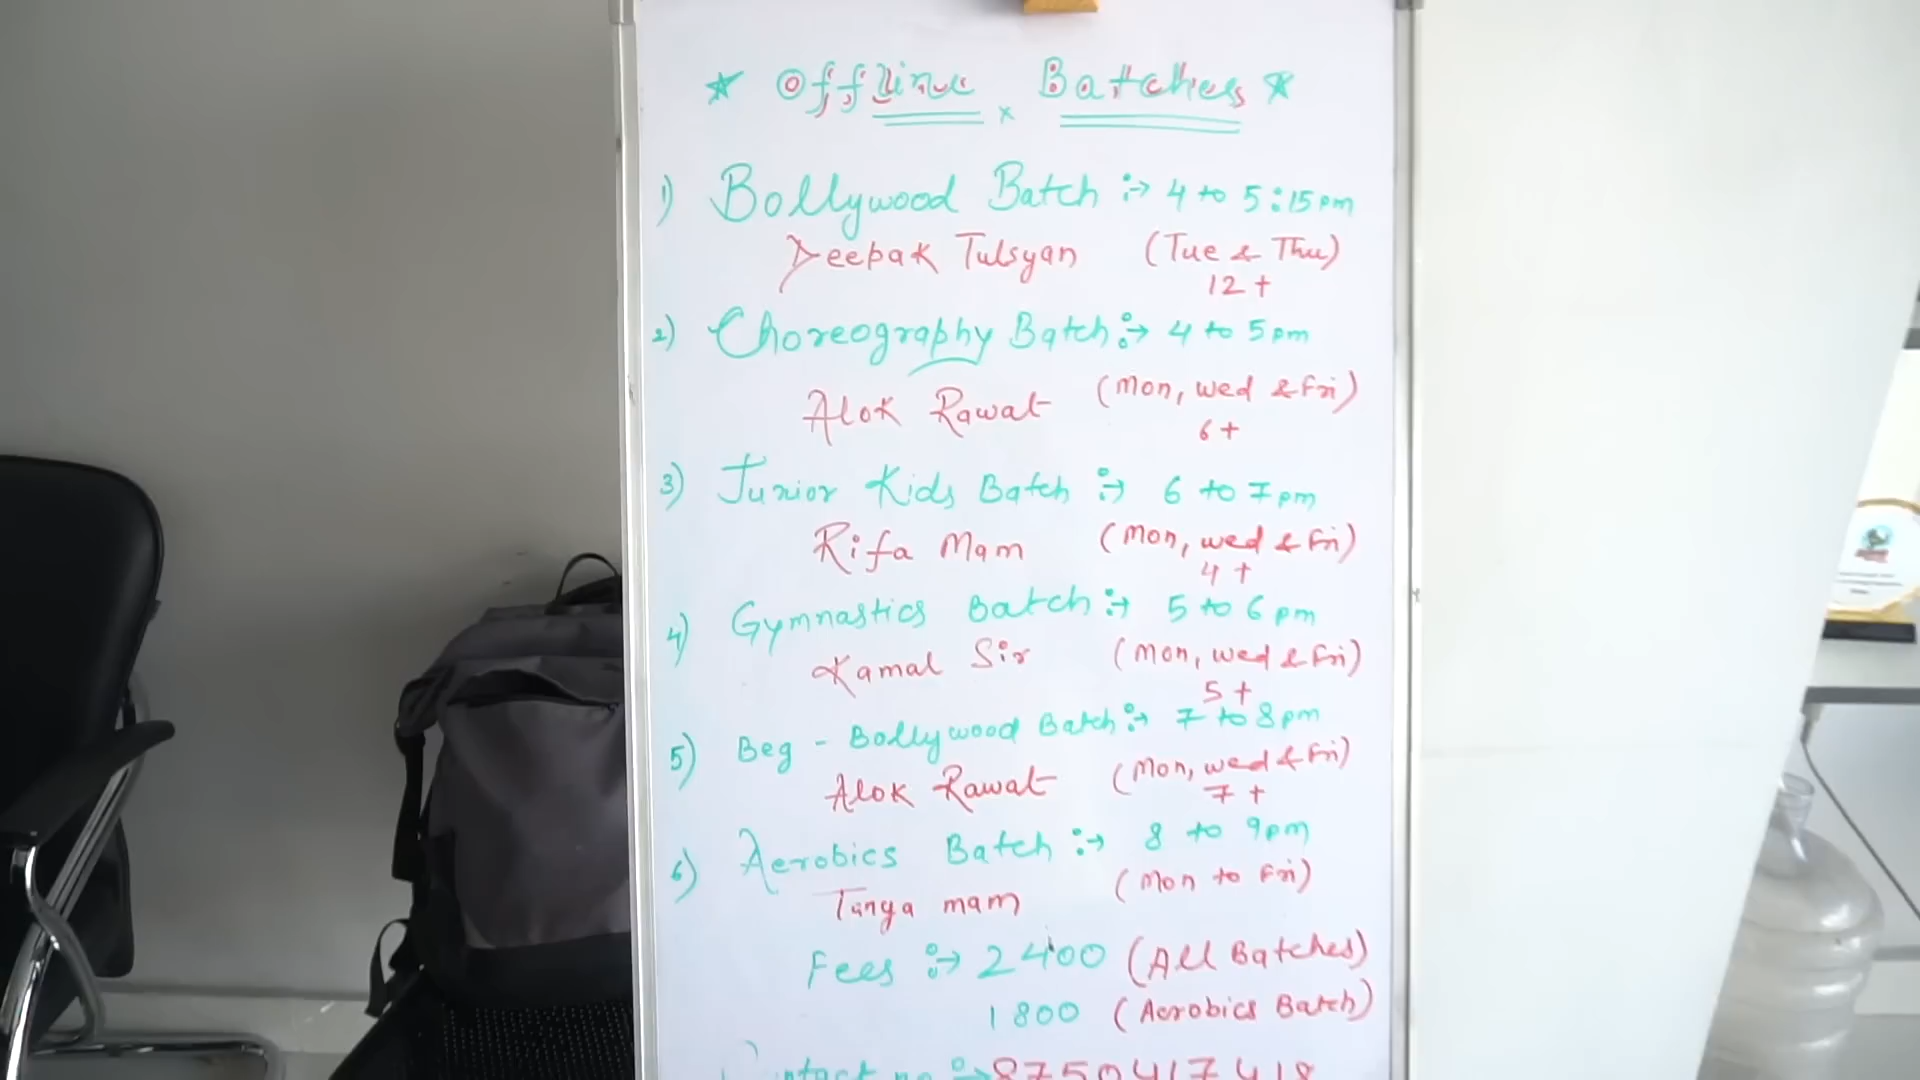 ★ Offline x Batches ★
1) Bollywood Batch :→ 4 to 5:15pm
Deepak Tulsyan (Tue & Thu)
12+
2) Choreography Batch :→ 4 to 5pm
Alok Rawat (Mon, wed & Fri)
6+
3) Junior Kids Batch :→ 6 to 7pm
Rifa Mam (Mon, wed & Fri)
4+
4) Gymnastics Batch :→ 5 to 6pm
Kamal Sir (Mon, wed & Fri)
5+
5) Beg - Bollywood Batch :→ 7 to 8pm
Alok Rawat (Mon, wed & Fri)
7+
6) Aerobics Batch :→ 8 to 9pm
Tanya mam (Mon to Fri)
Fees :→ 2400 (All Batches)
1800 (Aerobics Batch)
Contact no :→ 8750417418